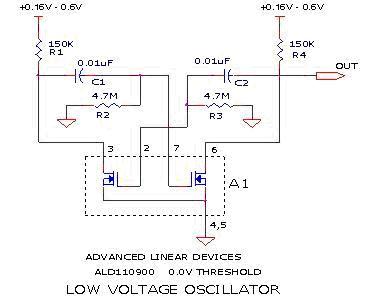 +0.16V - 0.6V
+0.16V - 0.6V
150K
R1
0.01uF
C1
0.01uF
C2
150K
R4
OUT
4.7M
R2
4.7M
R3
3
2
7
6
A1
4,5
ADVANCED LINEAR DEVICES
ALD110900 0.0V THRESHOLD
LOW VOLTAGE OSCILLATOR